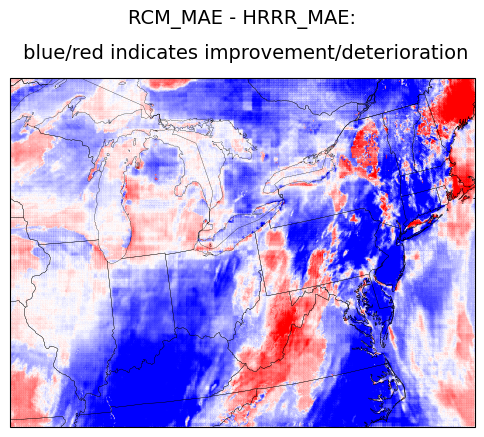 RCM_MAE - HRRR_MAE:
blue/red indicates improvement/deterioration